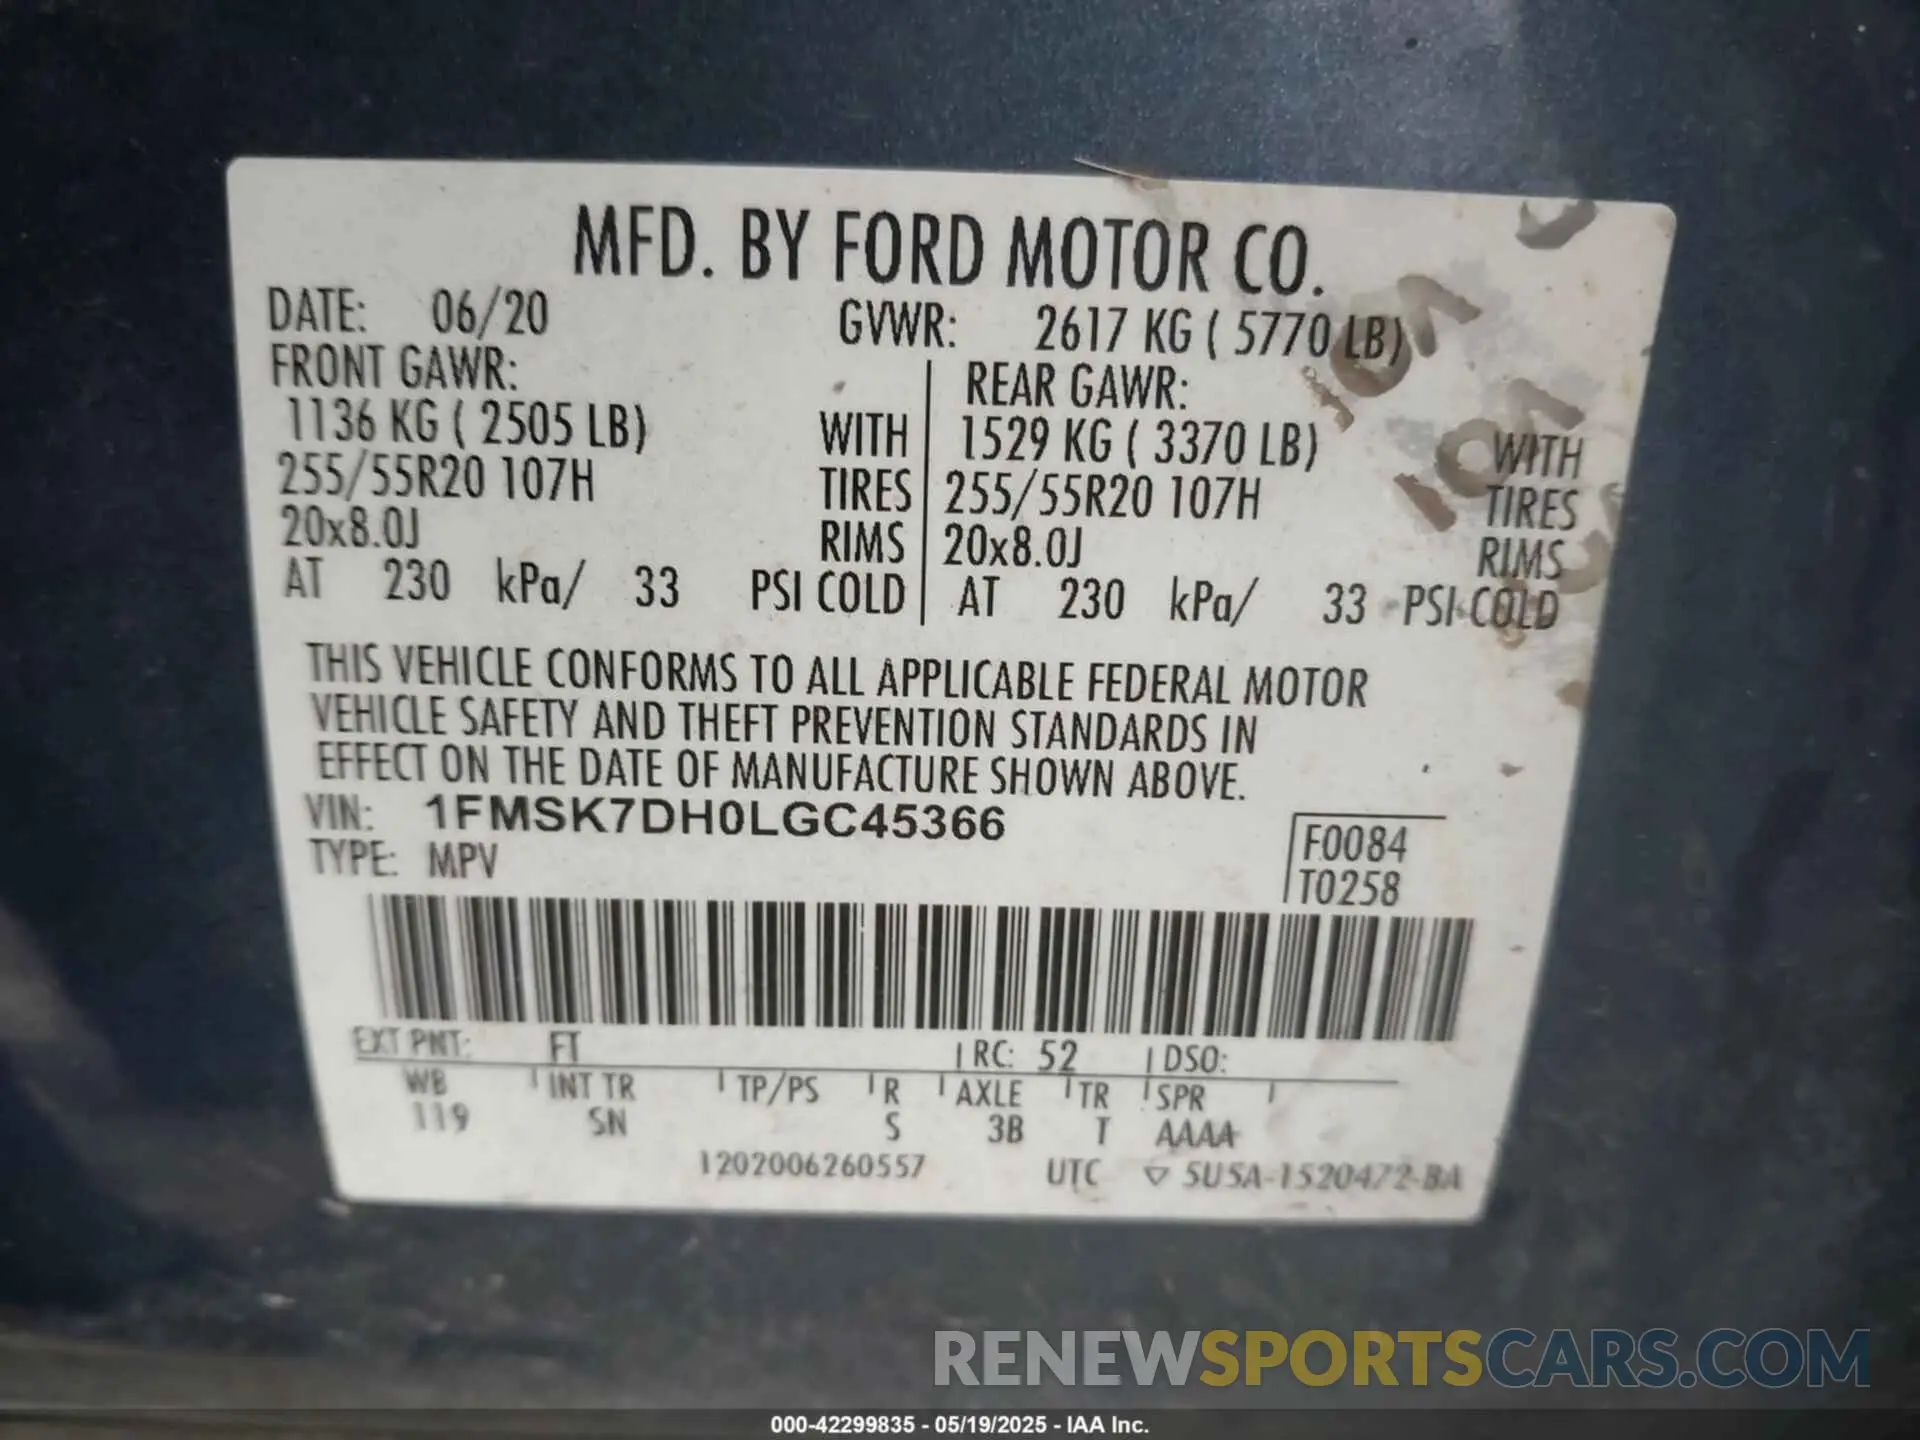 MFD. BY FORD MOTOR CO.
DATE: 06/20 GVWR: 2617 KG ( 5770 LB)
FRONT GAWR: REAR GAWR:
1136 KG ( 2505 LB) WITH 1529 KG ( 3370 LB) WITH
255/55R20 107H TIRES 255/55R20 107H TIRES
20x8.0J RIMS 20x8.0J RIMS
AT 230 kPa/ 33 PSI COLD AT 230 kPa/ 33 PSI COLD
THIS VEHICLE CONFORMS TO ALL APPLICABLE FEDERAL MOTOR
VEHICLE SAFETY AND THEFT PREVENTION STANDARDS IN
EFFECT ON THE DATE OF MANUFACTURE SHOWN ABOVE.
VIN: 1FMSK7DH0LGC45366
TYPE: MPV
F0084
T0258
EXT PNT: FT RC: 52 DSO:
WB INT TR TP/PS R AXLE TR SPR
119 SN S 3B T AAAA
1202006260557 UTC ▽ 5U5A-1520472-BA
RENEWSPORTSCARS.COM
000-42299835 - 05/19/2025 - IAA Inc.